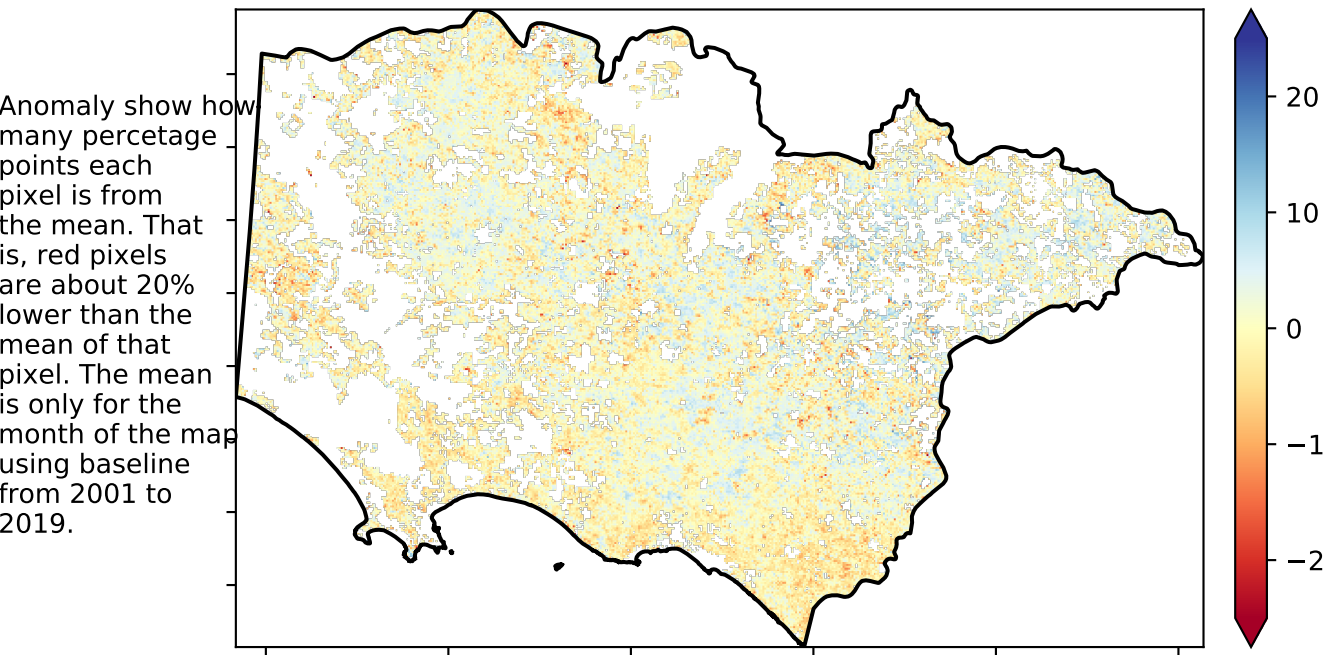 Anomaly show how
many percetage
points each
pixel is from
the mean. That
is, red pixels
are about 20%
lower than the
mean of that
pixel. The mean
is only for the
month of the map
using baseline
from 2001 to
2019.
20
10
0
−1
−2